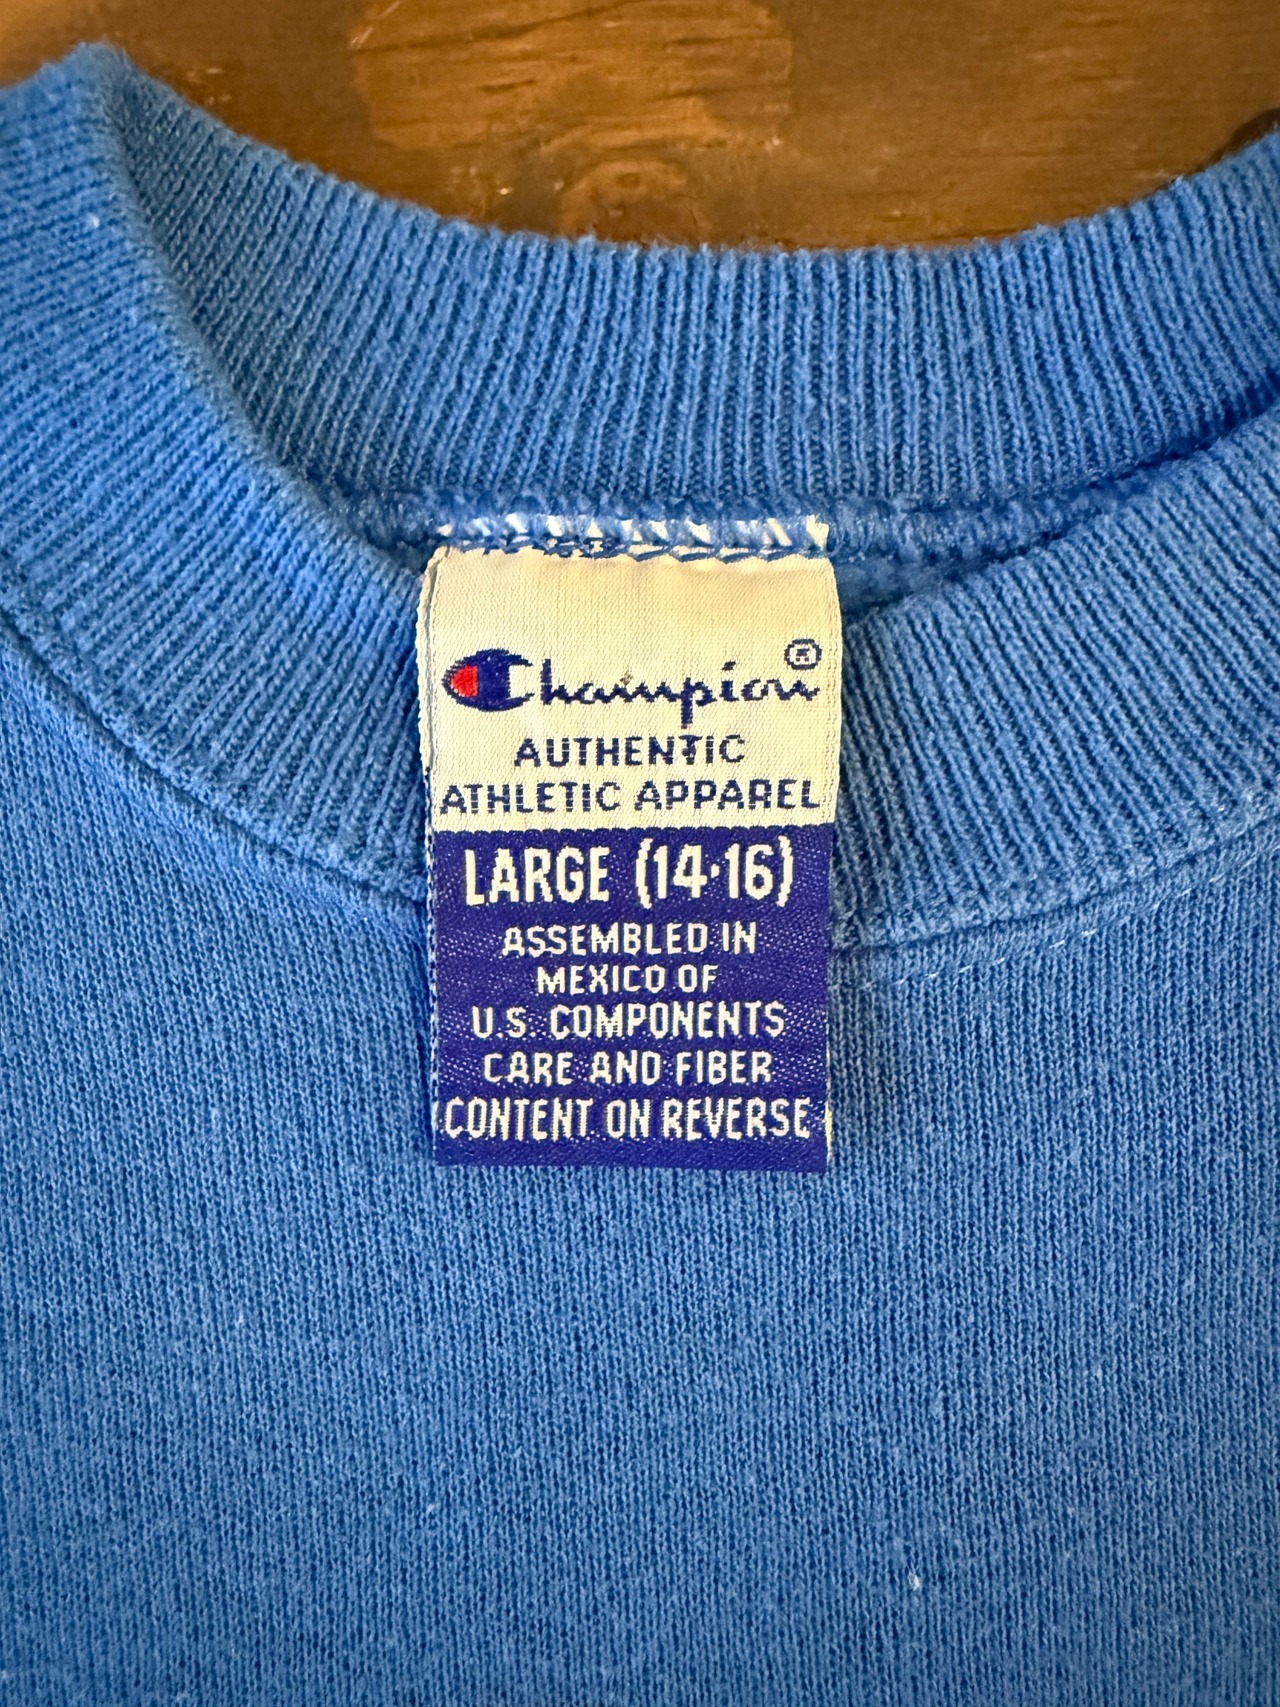 Champion®
AUTHENTIC
ATHLETIC APPAREL
LARGE (14·16)
ASSEMBLED IN
MEXICO OF
U.S. COMPONENTS
CARE AND FIBER
CONTENT ON REVERSE